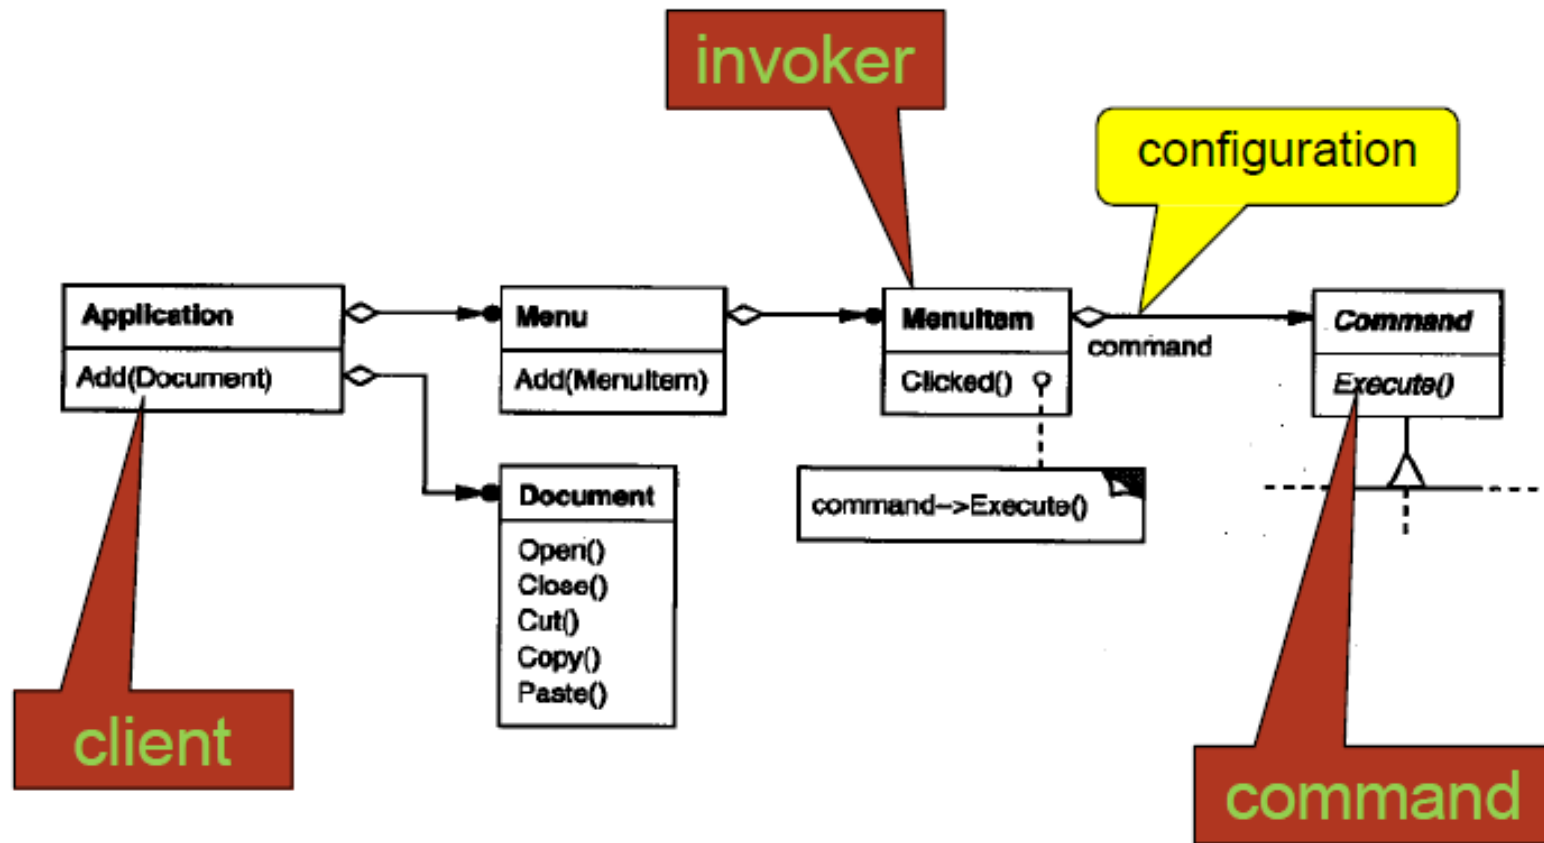 invoker
configuration
Application
Add(Document)
Menu
Add(MenuItem)
MenuItem
Clicked()
command
Command
Execute()
command->Execute()
Document
Open()
Close()
Cut()
Copy()
Paste()
client
command